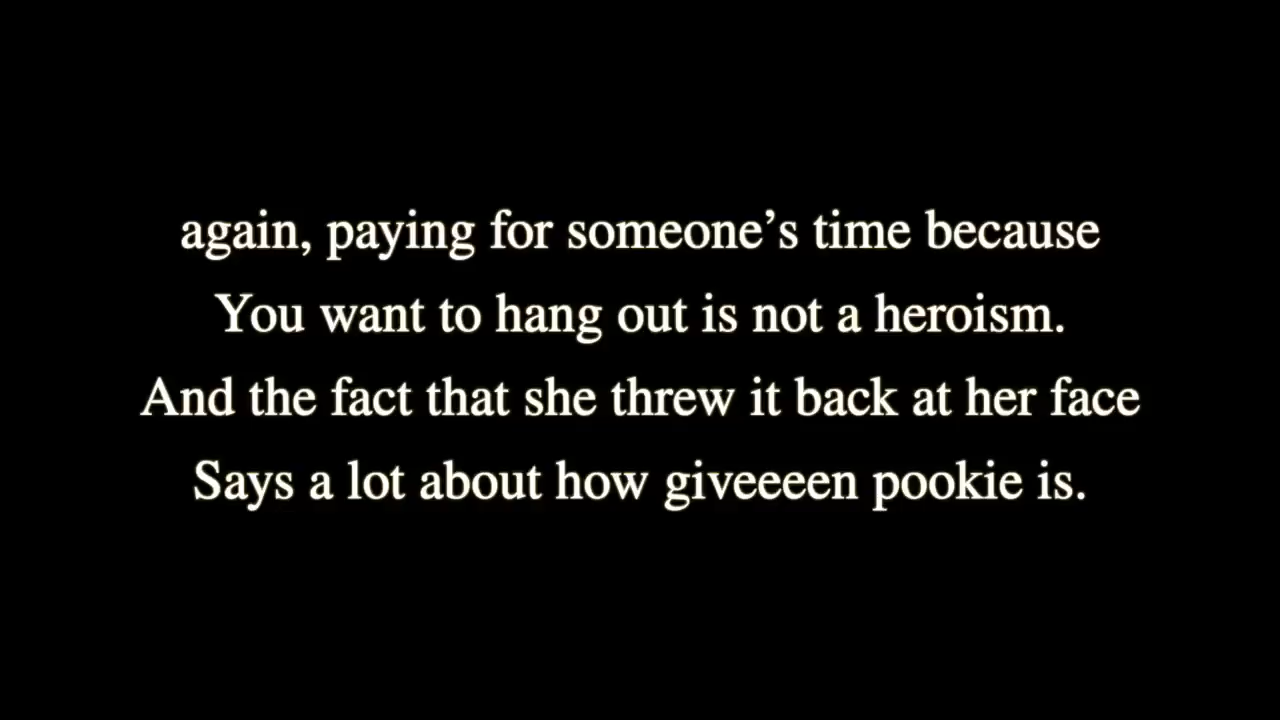 again, paying for someone’s time because
You want to hang out is not a heroism.
And the fact that she threw it back at her face
Says a lot about how giveeeen pookie is.